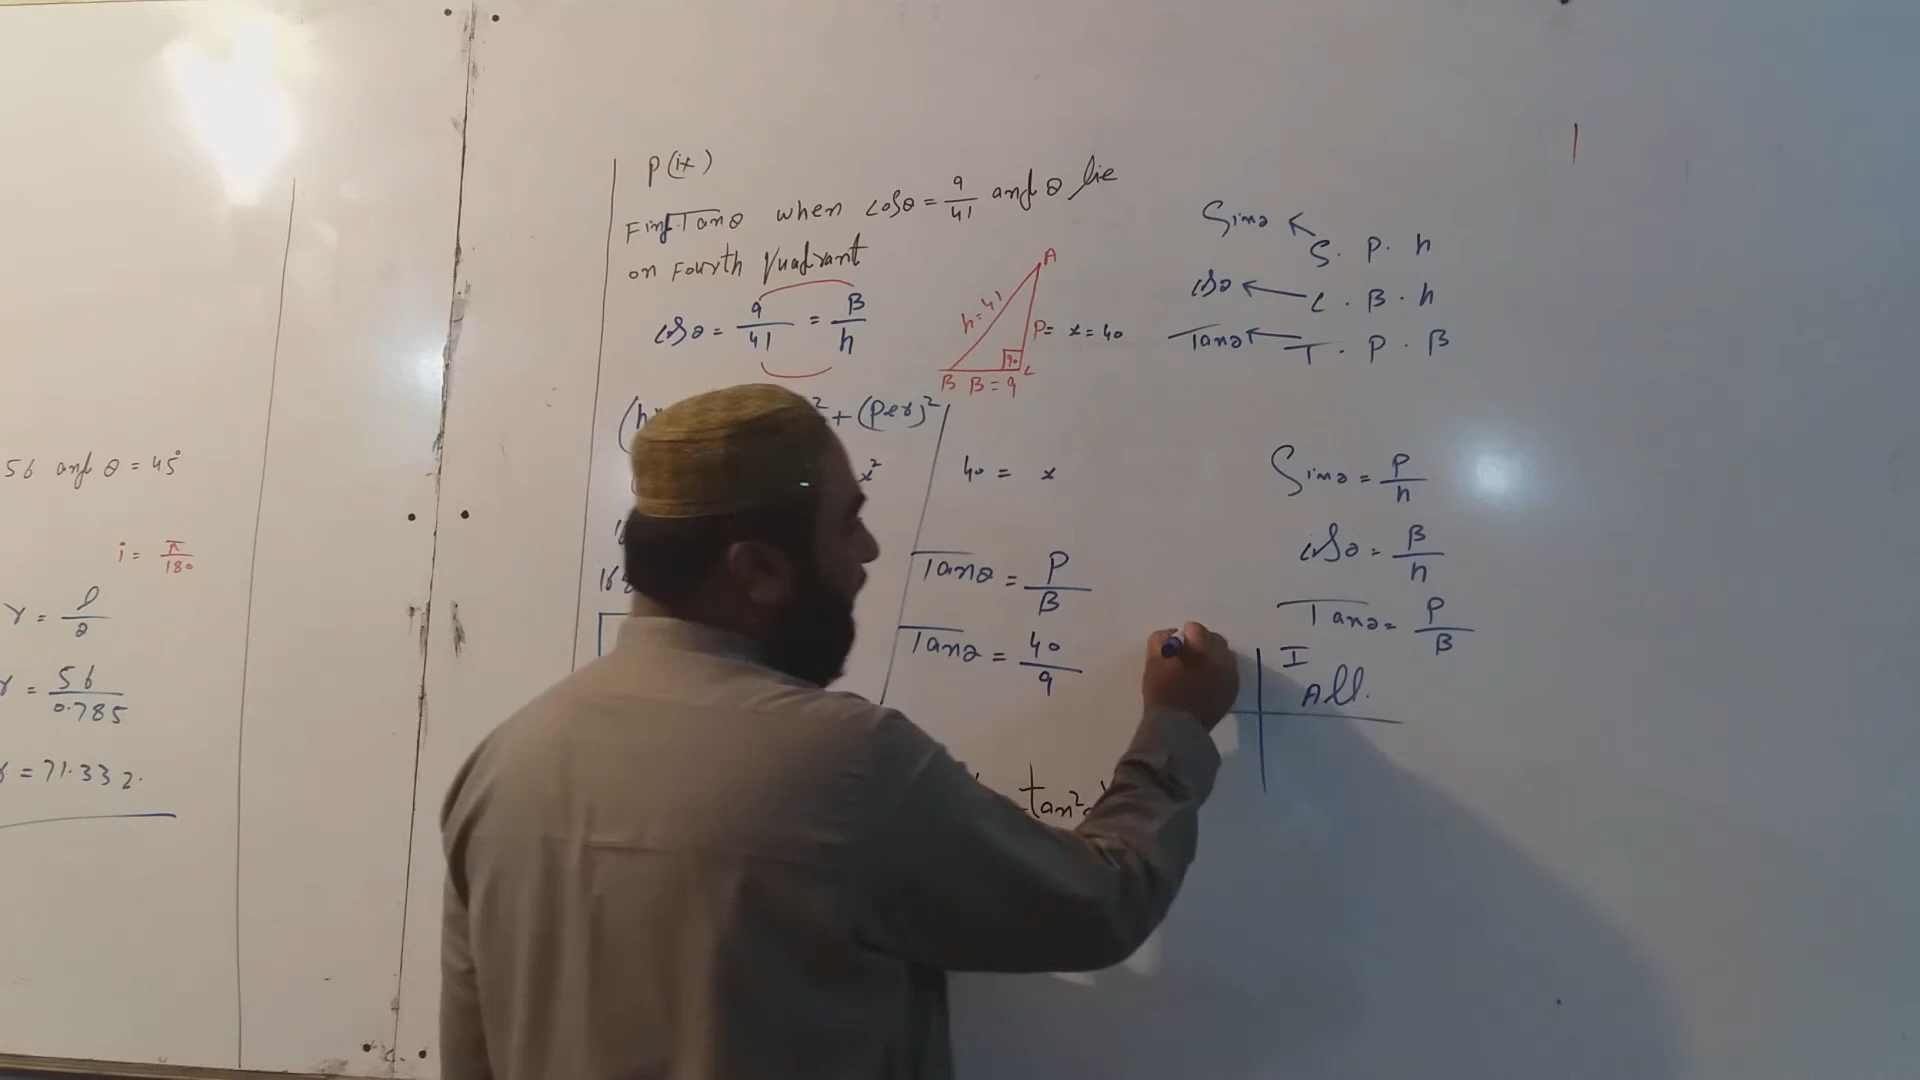 56 and θ = 45°
i = π/180
r = l/θ
r = 56/0.785
r = 71.332.
P(ix)
Find Tanθ when cosθ = 9/41 and θ lie
on Fourth Quadrant
cosθ = 9/41 = B/h
A
h = 41
P = x = 40
90
B B = 9 C
+ (per)²
x²
40 = x
Tanθ = P/B
Tanθ = 40/9
tan²
Sinθ S. P. h
cosθ C. B. h
Tanθ T. P. B
Sinθ = P/h
cosθ = B/h
Tanθ = P/B
I
All.